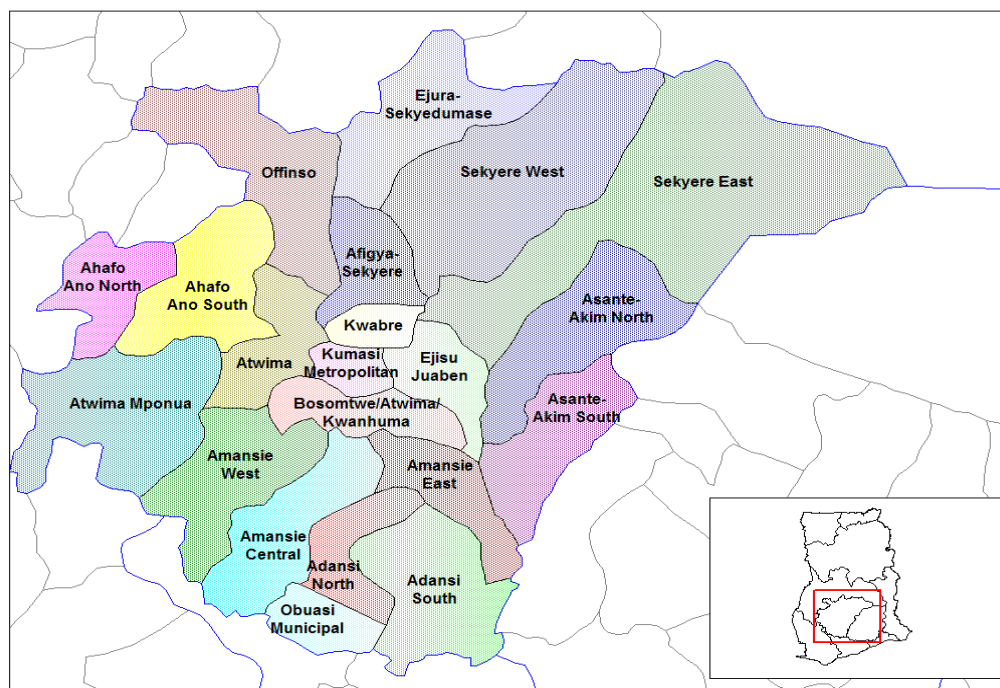 Ejura-
Sekyedumase
Offinso
Sekyere West
Sekyere East
Afigya-
Sekyere
Ahafo
Ano North
Ahafo
Ano South
Asante-
Akim North
Kwabre
Atwima
Kumasi
Metropolitan
Ejisu
Juaben
Atwima Mponua
Bosomtwe/Atwima/
Kwanhuma
Asante-
Akim South
Amansie
West
Amansie
East
Amansie
Central
Adansi
North
Adansi
South
Obuasi
Municipal